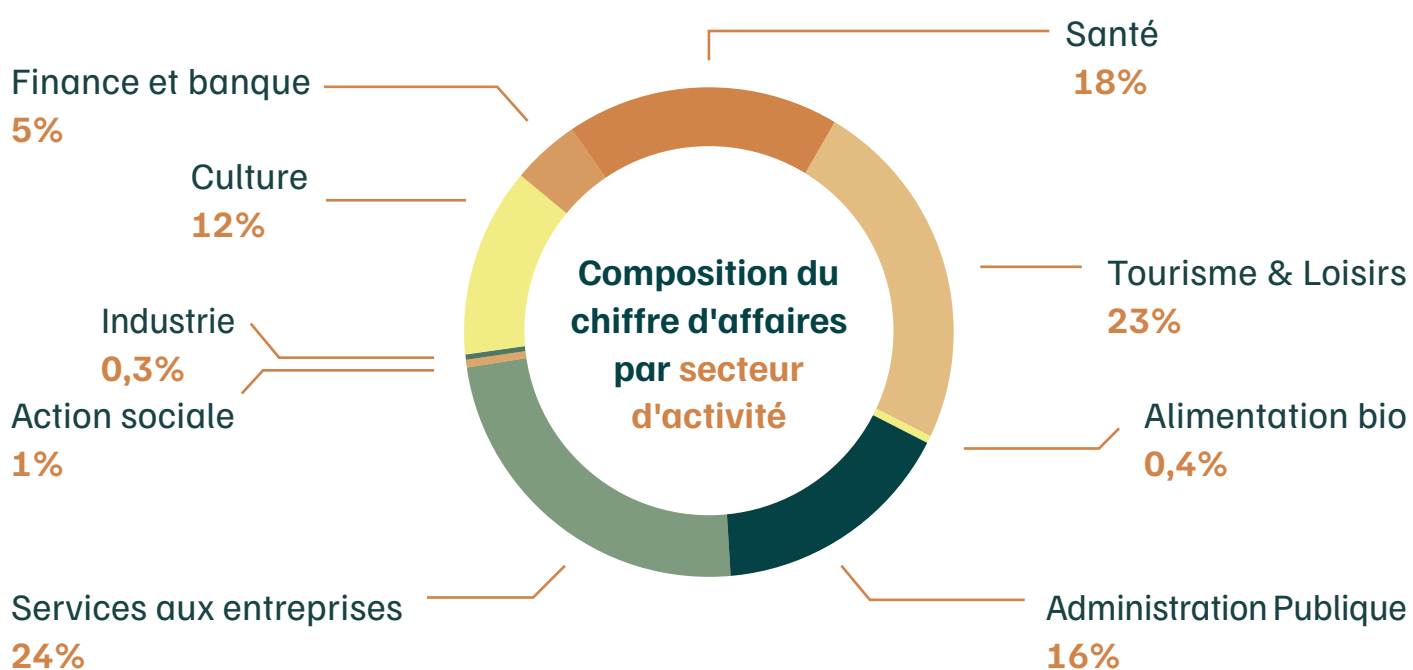 Santé
18%
Finance et banque
5%
Culture
12%
Composition du
chiffre d'affaires
par secteur
d'activité
Tourisme & Loisirs
23%
Industrie
0,3%
Action sociale
1%
Alimentation bio
0,4%
Services aux entreprises
24%
Administration Publique
16%